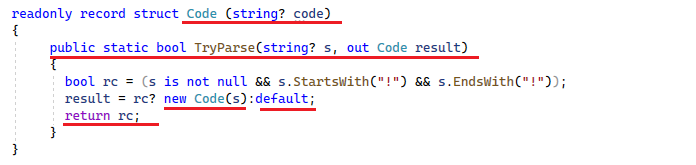 readonly record struct Code (string? code)
{
public static bool TryParse(string? s, out Code result)
{
bool rc = (s is not null && s.StartsWith("!") && s.EndsWith("!"));
result = rc? new Code(s):default;
return rc;
}
}